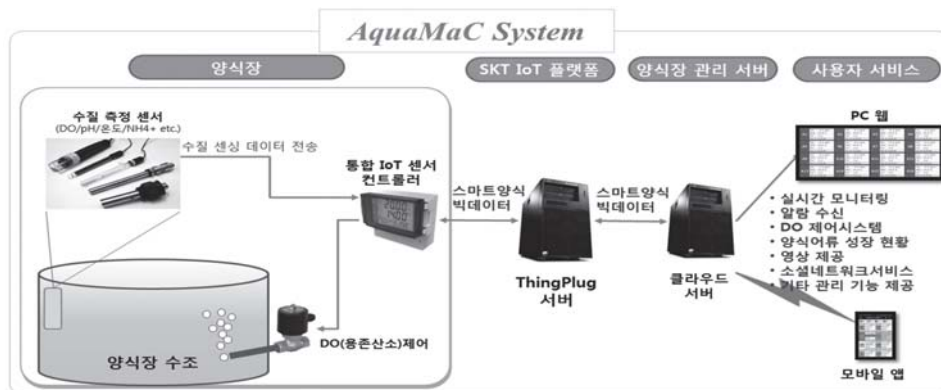 AquaMaC System
양식장
SKT IoT 플랫폼
양식장 관리 서버
사용자 서비스
수질 측정 센서
(DO/pH/온도/NH4+ etc.)
수질 센싱 데이터 전송
통합 IoT 센서
컨트롤러
스마트양식
빅데이터
스마트양식
빅데이터
ThingPlug
서버
클라우드
서버
DO(용존산소)제어
양식장 수조
PC 웹
• 실시간 모니터링
• 알람 수신
• DO 제어시스템
• 양식어류 성장 현황
• 영상 제공
• 소셜네트워크서비스
• 기타 관리 기능 제공
모바일 앱